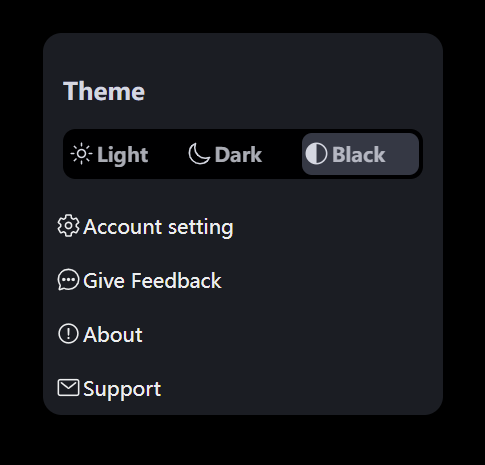 Theme
Light Dark Black
Account setting
Give Feedback
About
Support